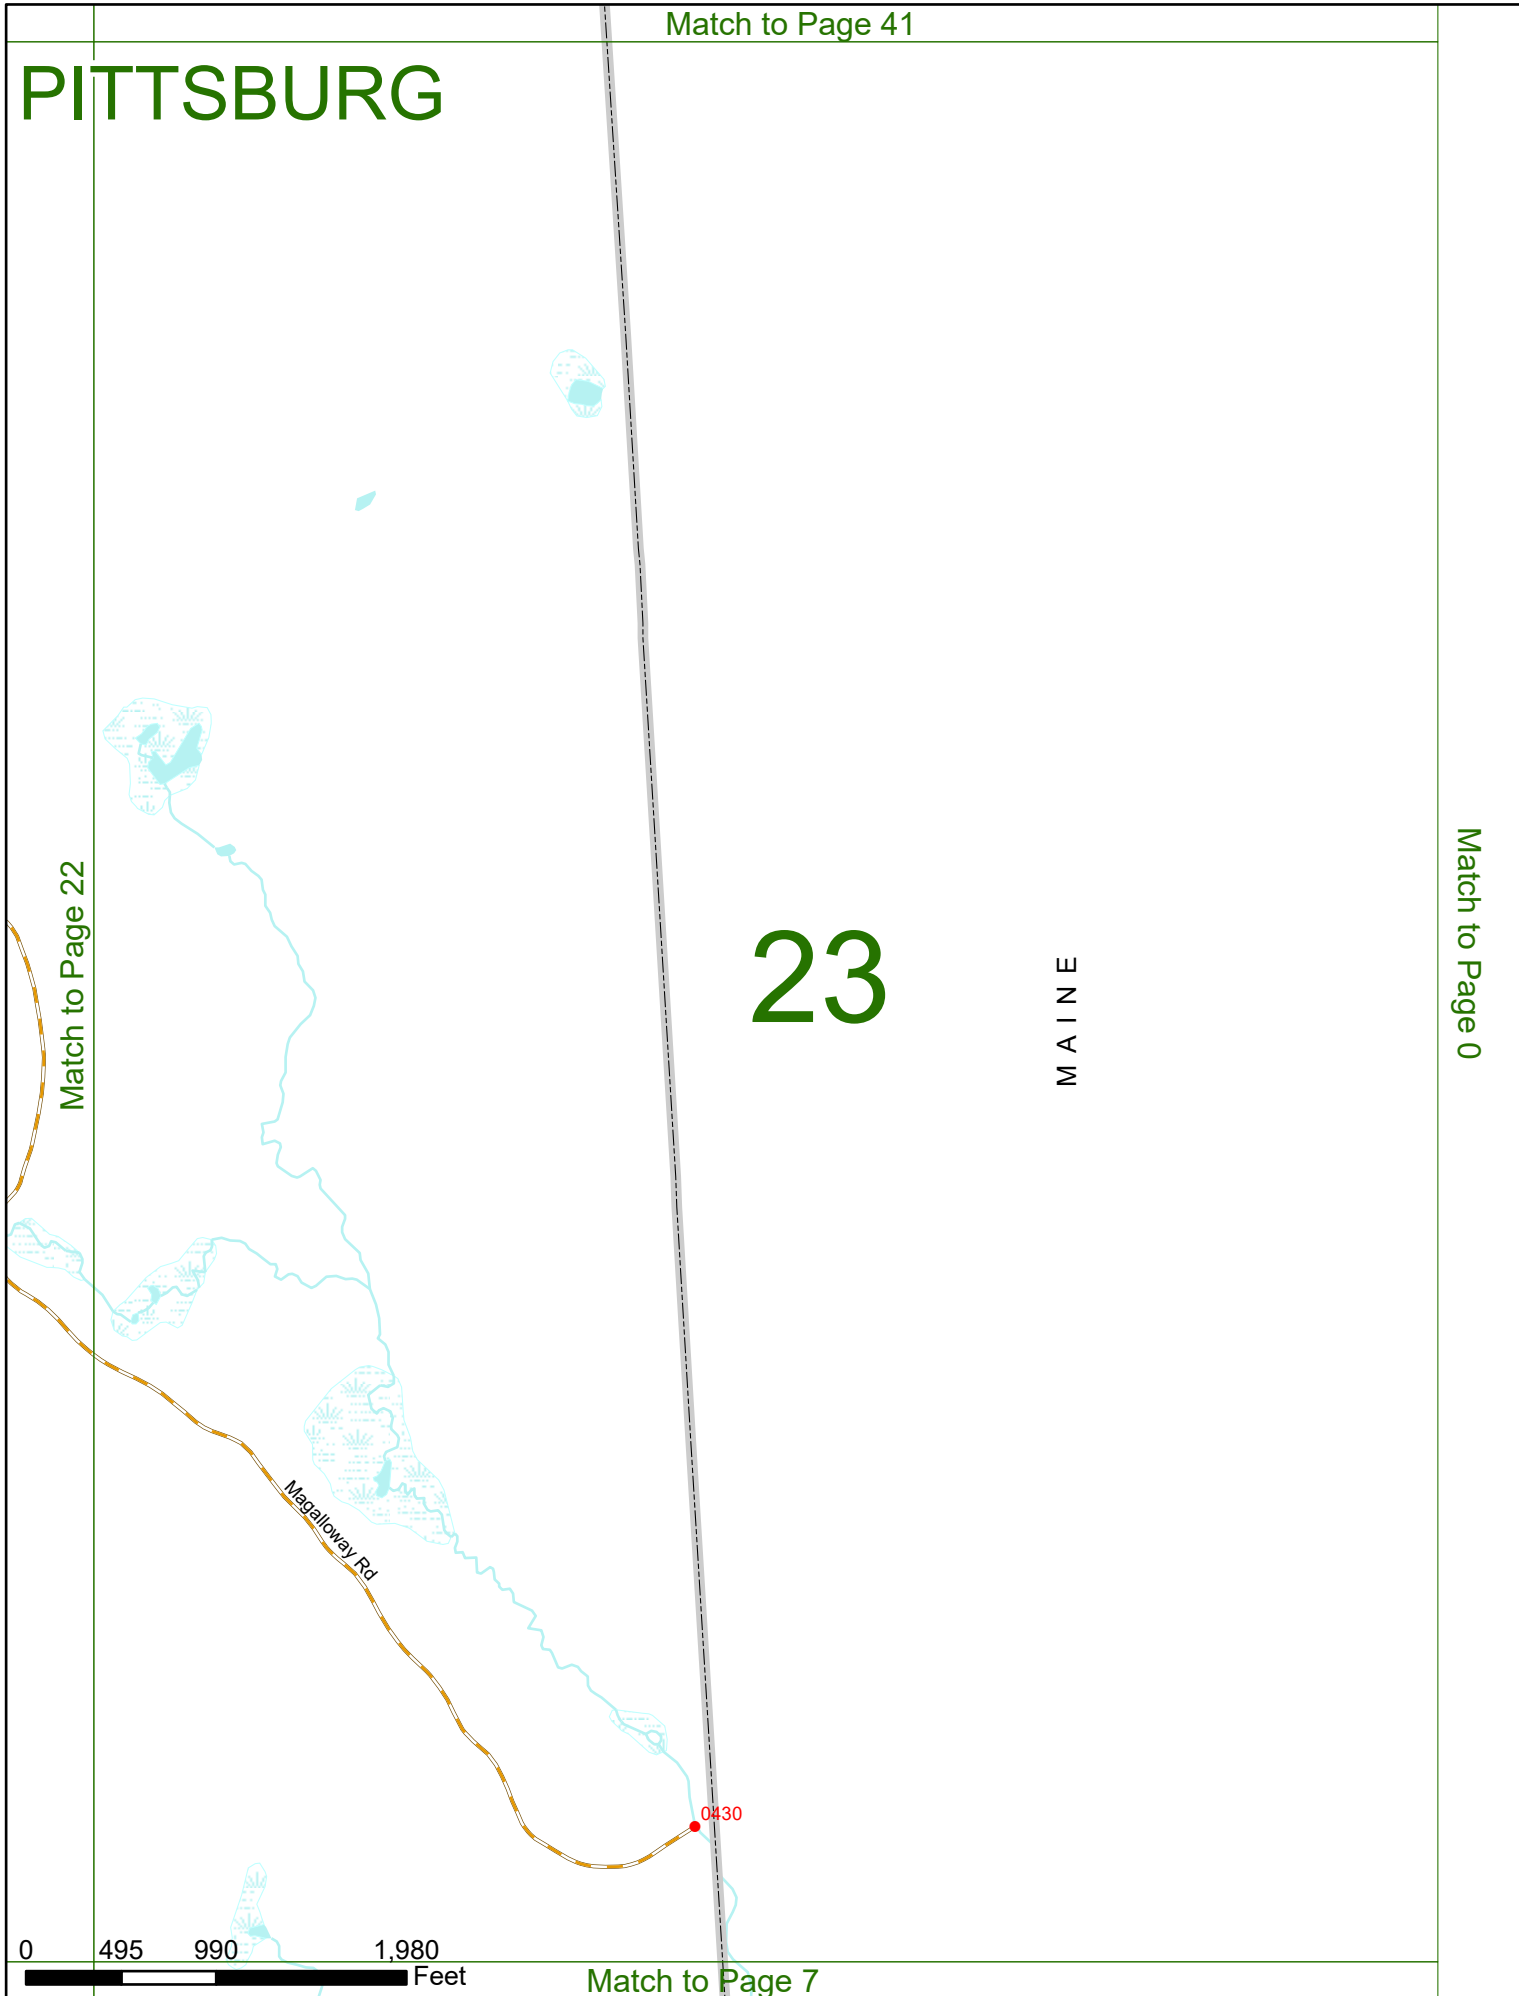 Match to Page 41
PITTSBURG
Match to Page 22
23
MAINE
Match to Page 0
Magalloway Rd
0430
0 495 990 1,980
Feet
Match to Page 7